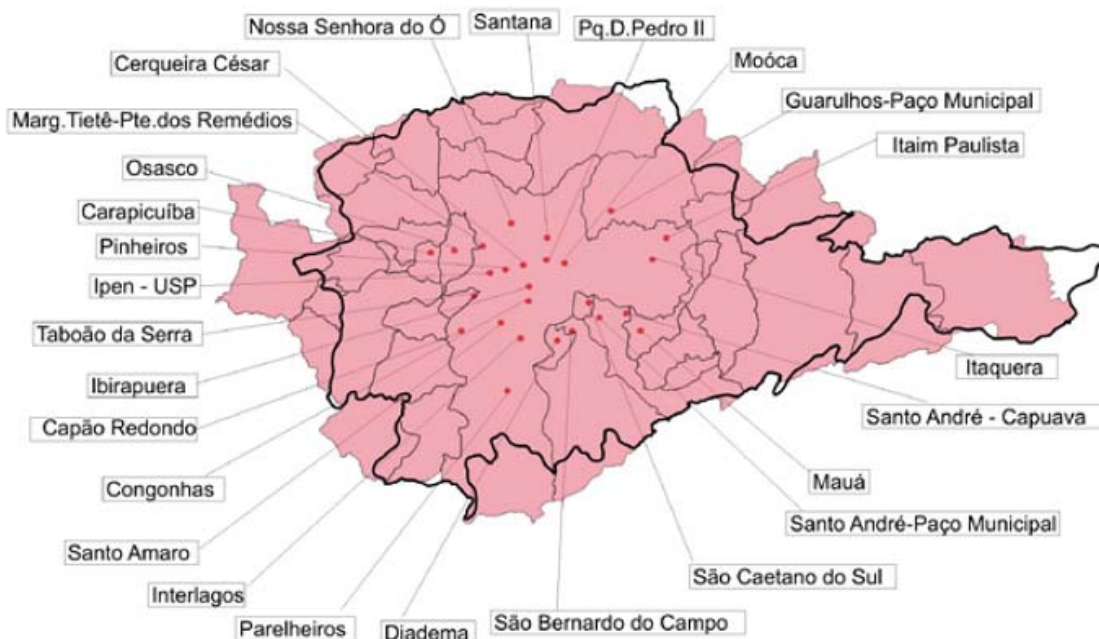 Nossa Senhora do Ó
Santana
Pq.D.Pedro II
Cerqueira César
Moóca
Marg.Tietê-Pte.dos Remédios
Guarulhos-Paço Municipal
Osasco
Itaim Paulista
Carapicuíba
Pinheiros
Ipen - USP
Taboão da Serra
Ibirapuera
Itaquera
Capão Redondo
Santo André - Capuava
Congonhas
Mauá
Santo Amaro
Santo André-Paço Municipal
Interlagos
São Caetano do Sul
Parelheiros
Diadema
São Bernardo do Campo